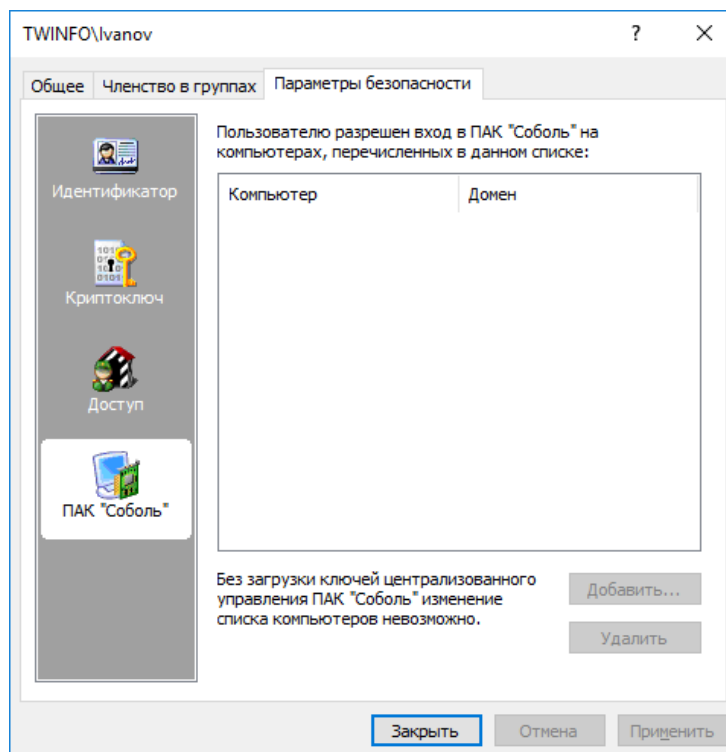 TWINFO\Ivanov
?
Общее
Членство в группах
Параметры безопасности
Идентификатор
Криптоключ
Доступ
ПАК "Соболь"
Пользователю разрешен вход в ПАК "Соболь" на
компьютерах, перечисленных в данном списке:
Компьютер
Домен
Без загрузки ключей централизованного
управления ПАК "Соболь" изменение
списка компьютеров невозможно.
Добавить...
Удалить
Закрыть
Отмена
Применить